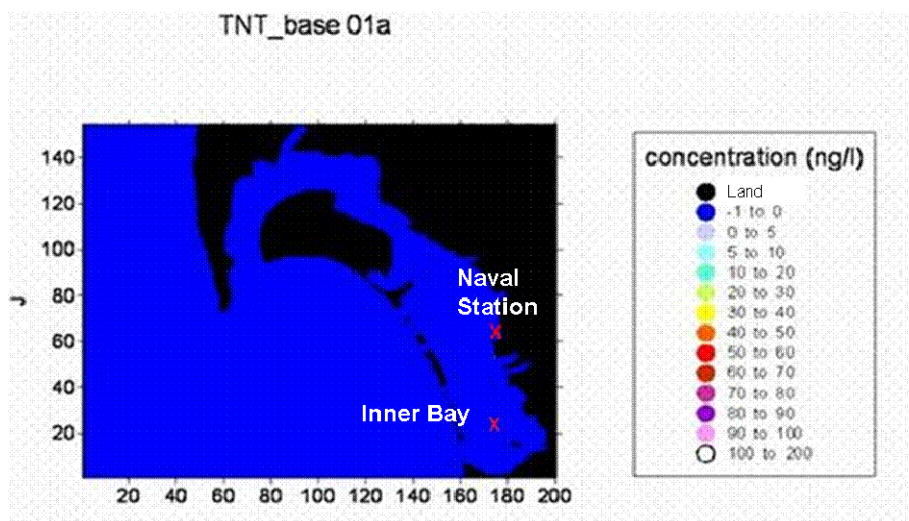 TNT_base 01a
140
120
100
80
60
40
20
J
20 40 60 80 100 120 140 160 180 200
Naval
Station
X
Inner Bay
X
concentration (ng/l)
Land
-1 to 0
0 to 5
5 to 10
10 to 20
20 to 30
30 to 40
40 to 50
50 to 60
60 to 70
70 to 80
80 to 90
90 to 100
100 to 200